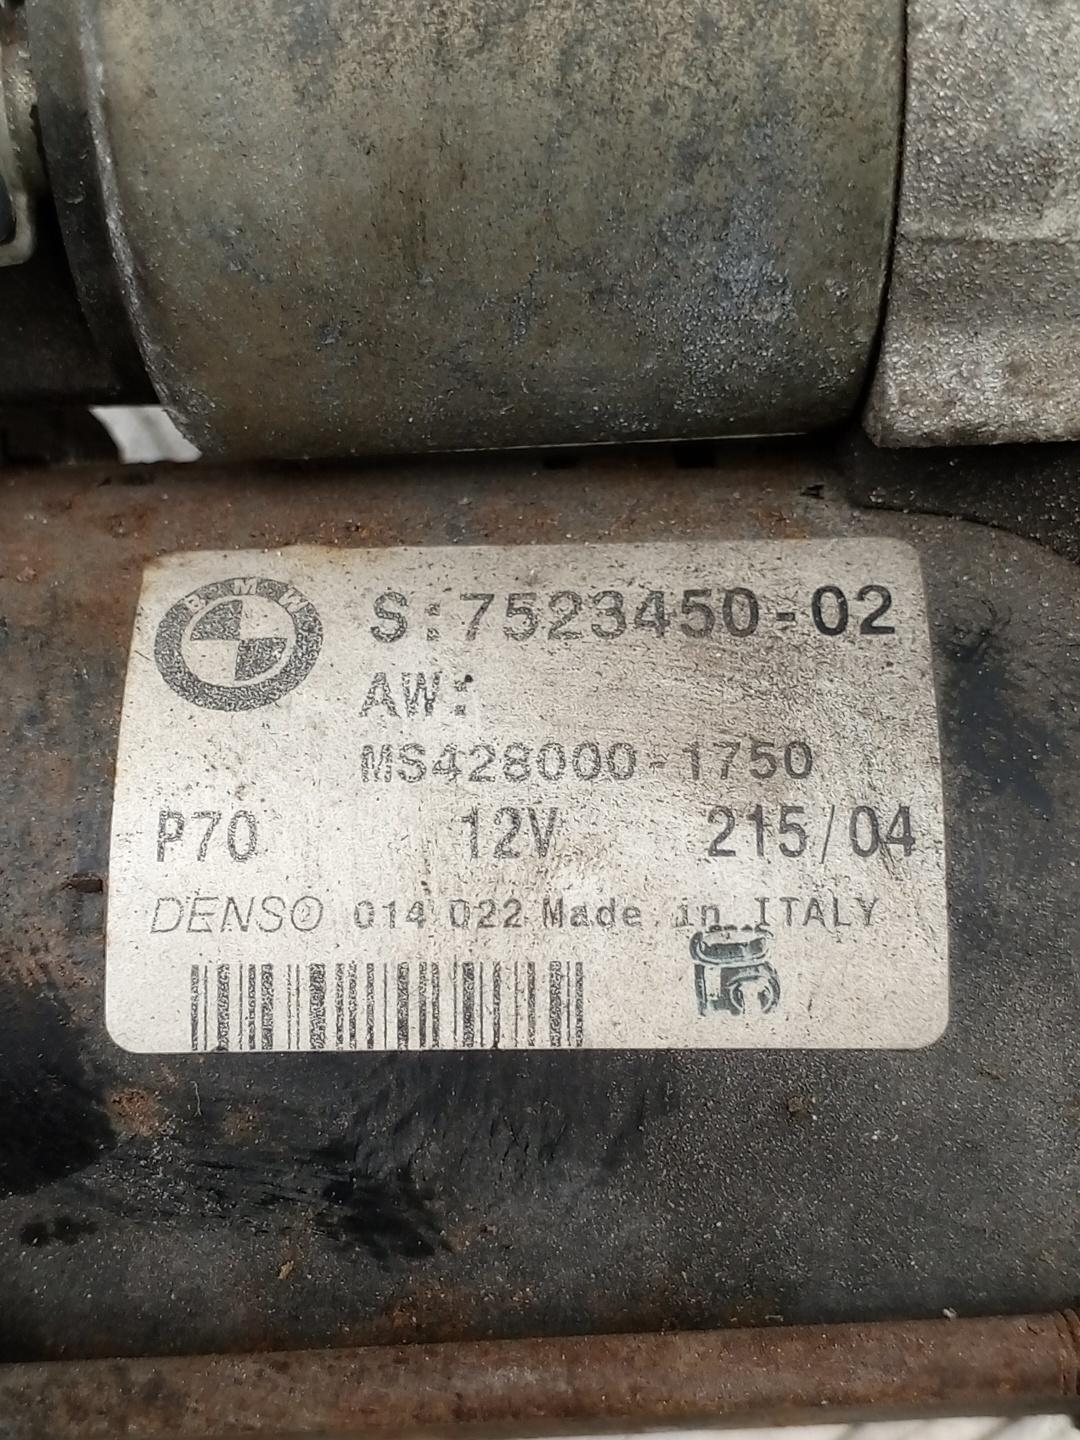 BMW
S:7523450-02
AW:
MS428000-1750
P70 12V 215/04
DENSO 014 022 Made in ITALY